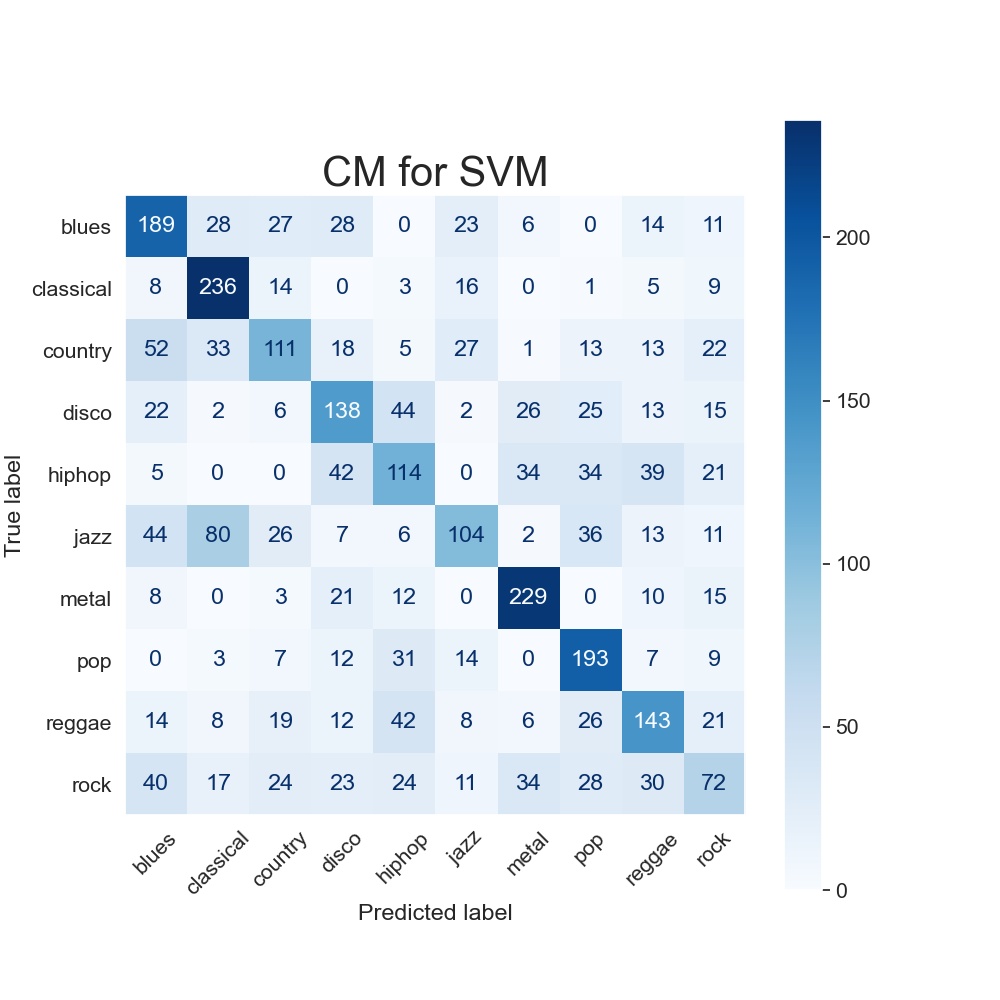 CM for SVM
blues 189 28 27 28 0 23 6 0 14 11
classical 8 236 14 0 3 16 0 1 5 9
country 52 33 111 18 5 27 1 13 13 22
disco 22 2 6 138 44 2 26 25 13 15
hiphop 5 0 0 42 114 0 34 34 39 21
jazz 44 80 26 7 6 104 2 36 13 11
metal 8 0 3 21 12 0 229 0 10 15
pop 0 3 7 12 31 14 0 193 7 9
reggae 14 8 19 12 42 8 6 26 143 21
rock 40 17 24 23 24 11 34 28 30 72
blues classical country disco hiphop jazz metal pop reggae rock
Predicted label
True label
200
150
100
50
0